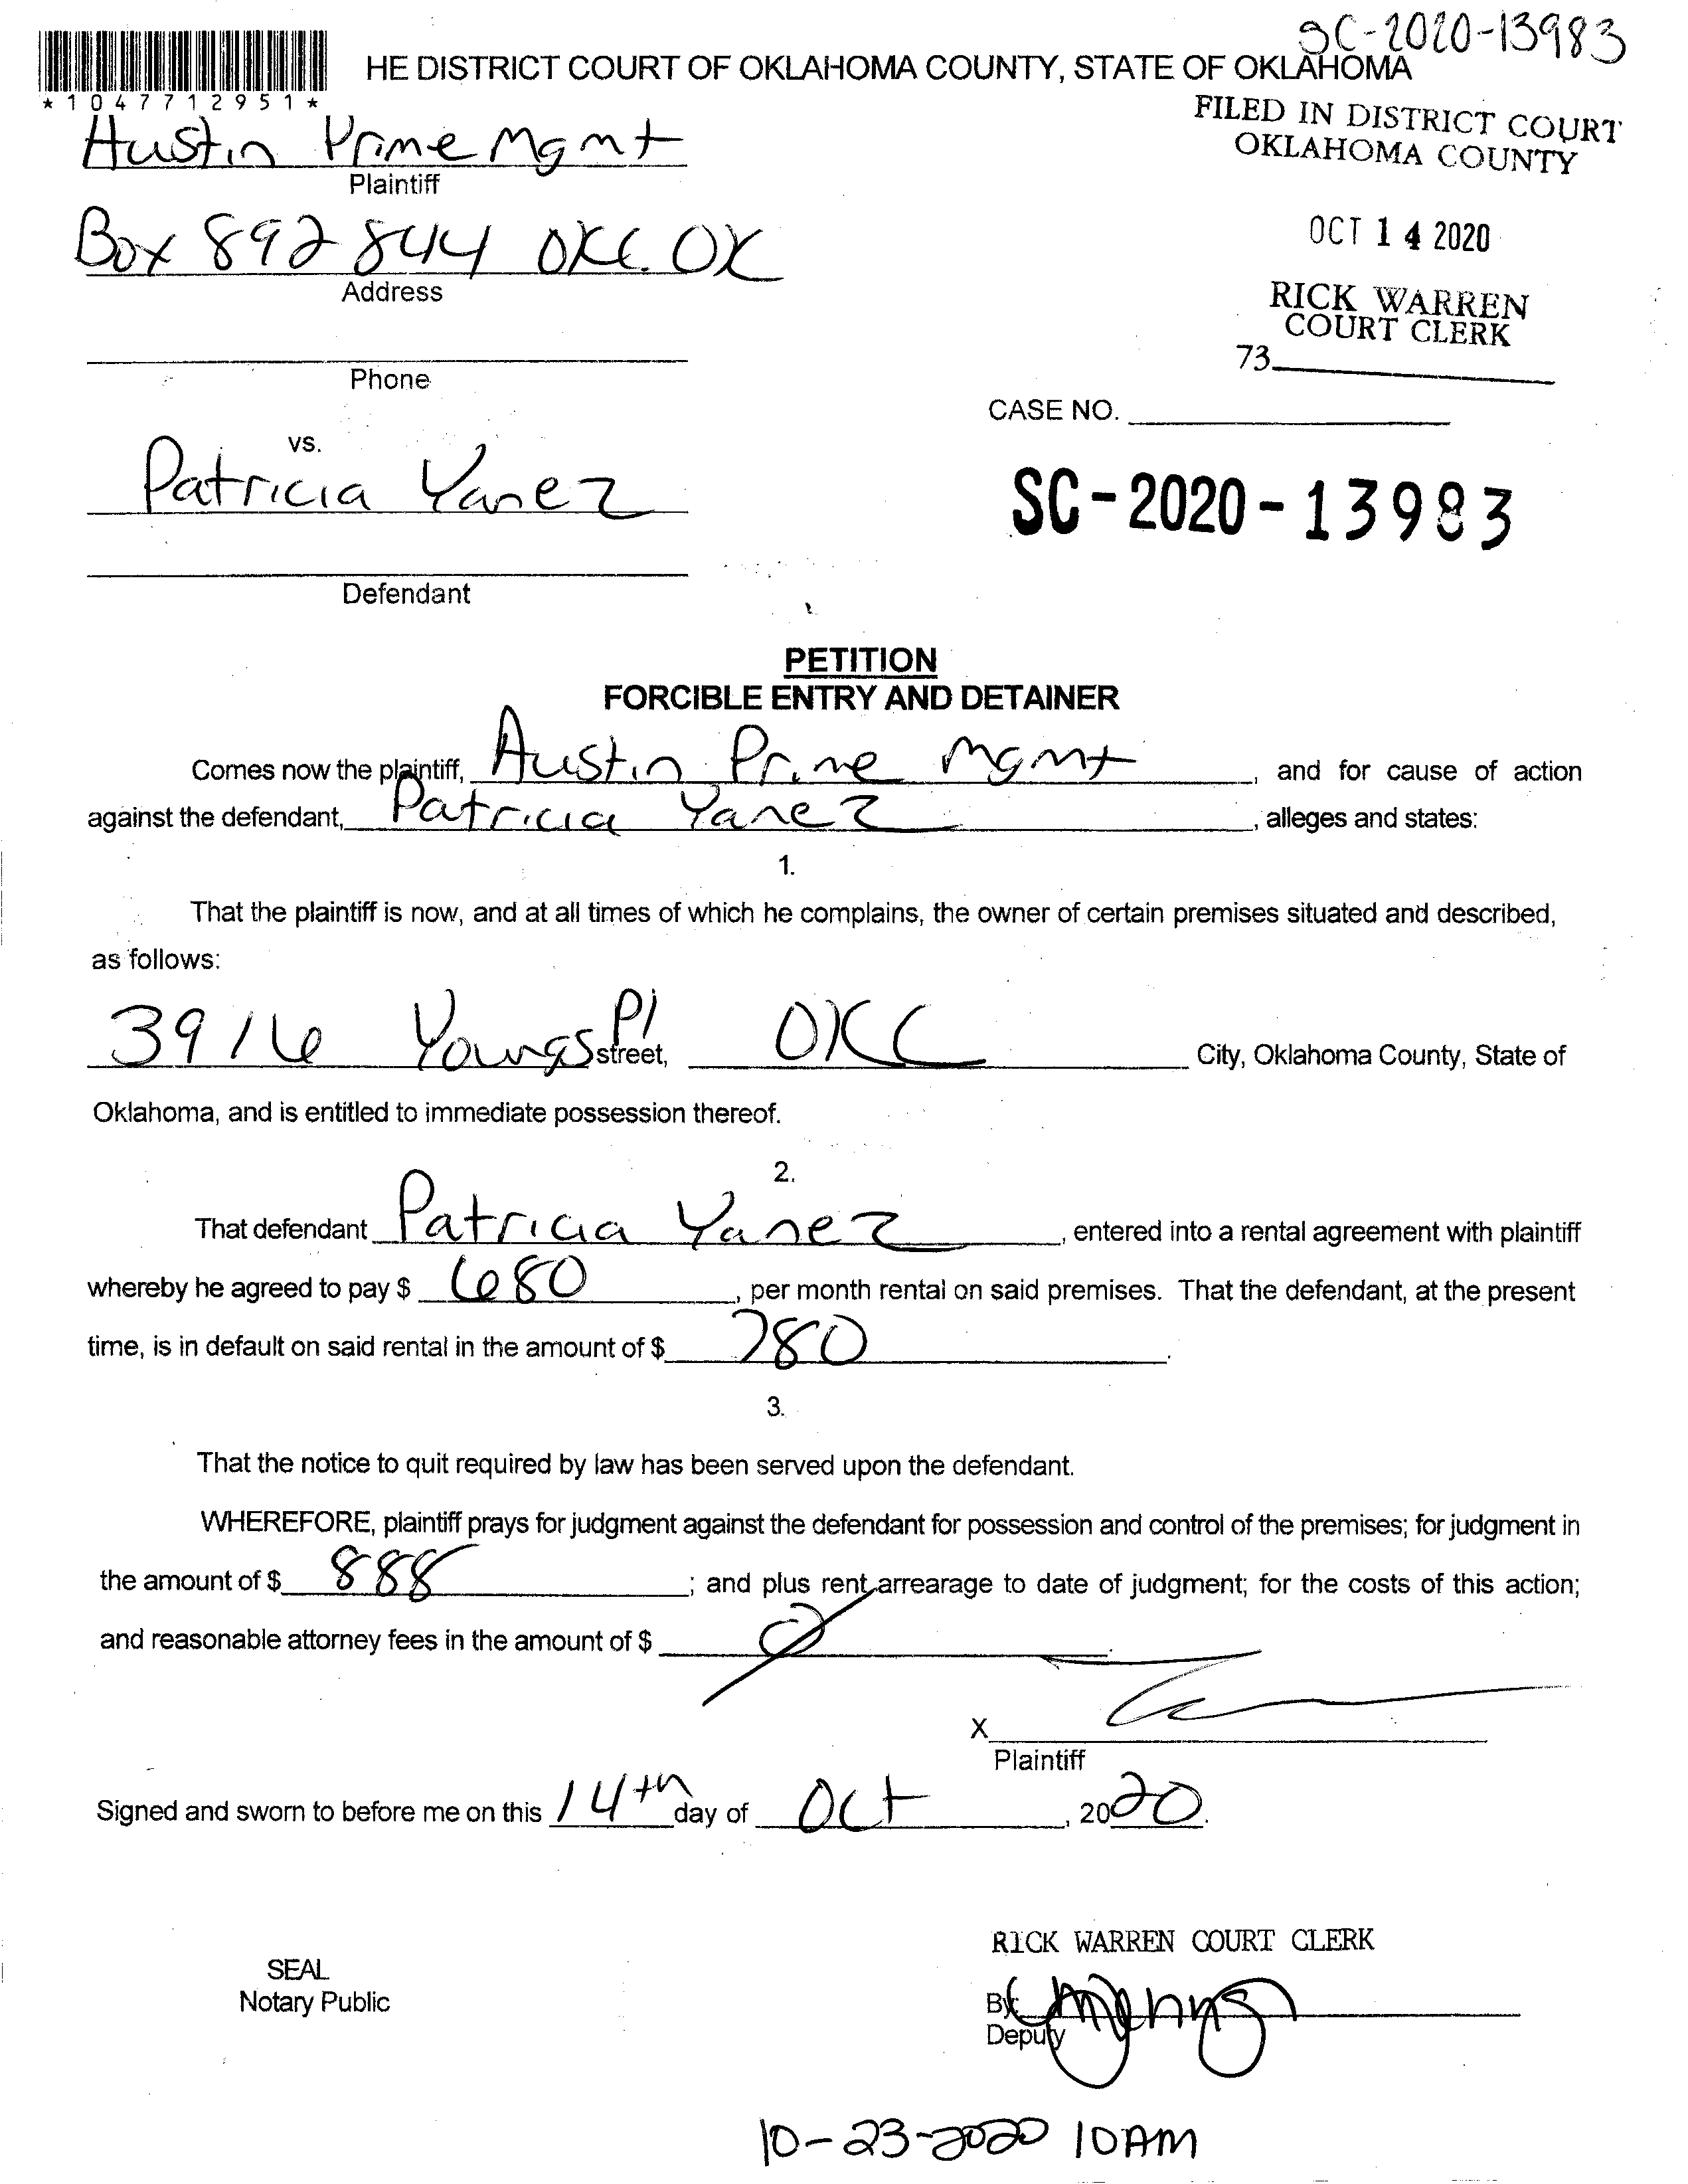 SC-2020-13983
HE DISTRICT COURT OF OKLAHOMA COUNTY, STATE OF OKLAHOMA
*1047712951*
FILED IN DISTRICT COURT
OKLAHOMA COUNTY
Austin Prime Mgmt
Plaintiff
OCT 14 2020
Box 892844 OKC. OK
Address
RICK WARREN
COURT CLERK
73
Phone
CASE NO.
vs.
Patricia Yanez
SC-2020-13983
Defendant
PETITION
FORCIBLE ENTRY AND DETAINER
Comes now the plaintiff, Austin Prime Mgmt, and for cause of action
against the defendant, Patricia Yanez, alleges and states:
1.
That the plaintiff is now, and at all times of which he complains, the owner of certain premises situated and described,
as follows:
3916 Youngs Pl street, OKC City, Oklahoma County, State of
Oklahoma, and is entitled to immediate possession thereof.
2.
That defendant Patricia Yanez, entered into a rental agreement with plaintiff
whereby he agreed to pay $ 680, per month rental on said premises. That the defendant, at the present
time, is in default on said rental in the amount of $ 780.
3.
That the notice to quit required by law has been served upon the defendant.
WHEREFORE, plaintiff prays for judgment against the defendant for possession and control of the premises; for judgment in
the amount of $ 888; and plus rent arrearage to date of judgment; for the costs of this action;
and reasonable attorney fees in the amount of $ 0.
X
Plaintiff
Signed and sworn to before me on this 14th day of Oct, 2020.
RICK WARREN COURT CLERK
SEAL
Notary Public
By:
Deputy
10-23-2020 10AM